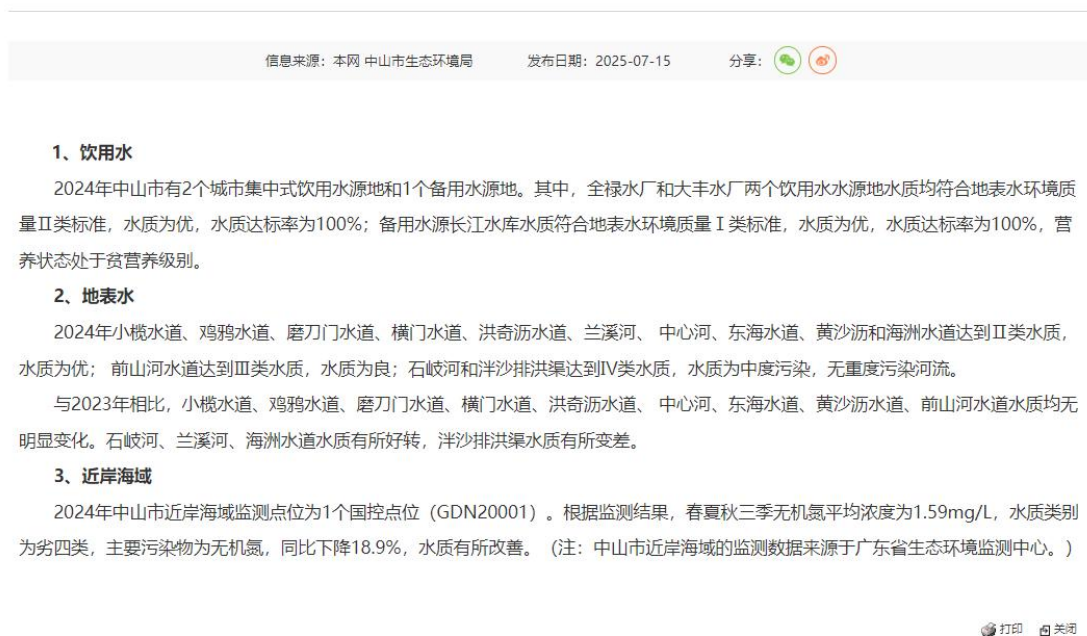 信息来源：本网 中山市生态环境局 发布日期：2025-07-15 分享：
1、饮用水
2024年中山市有2个城市集中式饮用水源地和1个备用水源地。其中，全禄水厂和大丰水厂两个饮用水水源地水质均符合地表水环境质
量Ⅱ类标准，水质为优，水质达标率为100%；备用水源长江水库水质符合地表水环境质量Ⅰ类标准，水质为优，水质达标率为100%，营
养状态处于贫营养级别。
2、地表水
2024年小榄水道、鸡鸦水道、磨刀门水道、横门水道、洪奇沥水道、兰溪河、 中心河、东海水道、黄沙沥和海洲水道达到Ⅱ类水质，
水质为优； 前山河水道达到Ⅲ类水质，水质为良；石岐河和泮沙排洪渠达到Ⅳ类水质，水质为中度污染，无重度污染河流。
与2023年相比，小榄水道、鸡鸦水道、磨刀门水道、横门水道、洪奇沥水道、 中心河、东海水道、黄沙沥水道、前山河水道水质均无
明显变化。石岐河、兰溪河、海洲水道水质有所好转，泮沙排洪渠水质有所变差。
3、近岸海域
2024年中山市近岸海域监测点位为1个国控点位（GDN20001）。根据监测结果，春夏秋三季无机氮平均浓度为1.59mg/L，水质类别
为劣四类，主要污染物为无机氮，同比下降18.9%，水质有所改善。（注：中山市近岸海域的监测数据来源于广东省生态环境监测中心。）
打印 关闭